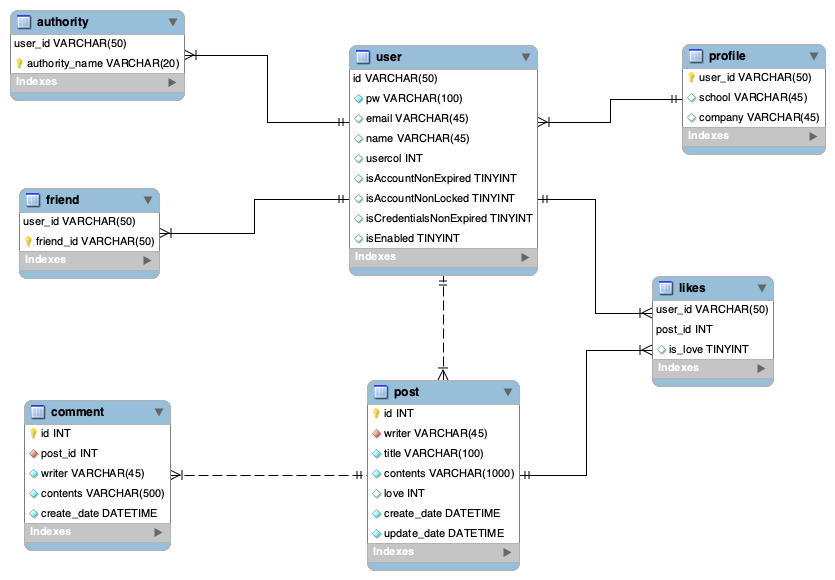 authority
user_id VARCHAR(50)
authority_name VARCHAR(20)
Indexes
user
id VARCHAR(50)
pw VARCHAR(100)
email VARCHAR(45)
name VARCHAR(45)
usercol INT
isAccountNonExpired TINYINT
isAccountNonLocked TINYINT
isCredentialsNonExpired TINYINT
isEnabled TINYINT
Indexes
profile
user_id VARCHAR(50)
school VARCHAR(45)
company VARCHAR(45)
Indexes
friend
user_id VARCHAR(50)
friend_id VARCHAR(50)
Indexes
likes
user_id VARCHAR(50)
post_id INT
is_love TINYINT
Indexes
comment
id INT
post_id INT
writer VARCHAR(45)
contents VARCHAR(500)
create_date DATETIME
Indexes
post
id INT
writer VARCHAR(45)
title VARCHAR(100)
contents VARCHAR(1000)
love INT
create_date DATETIME
update_date DATETIME
Indexes